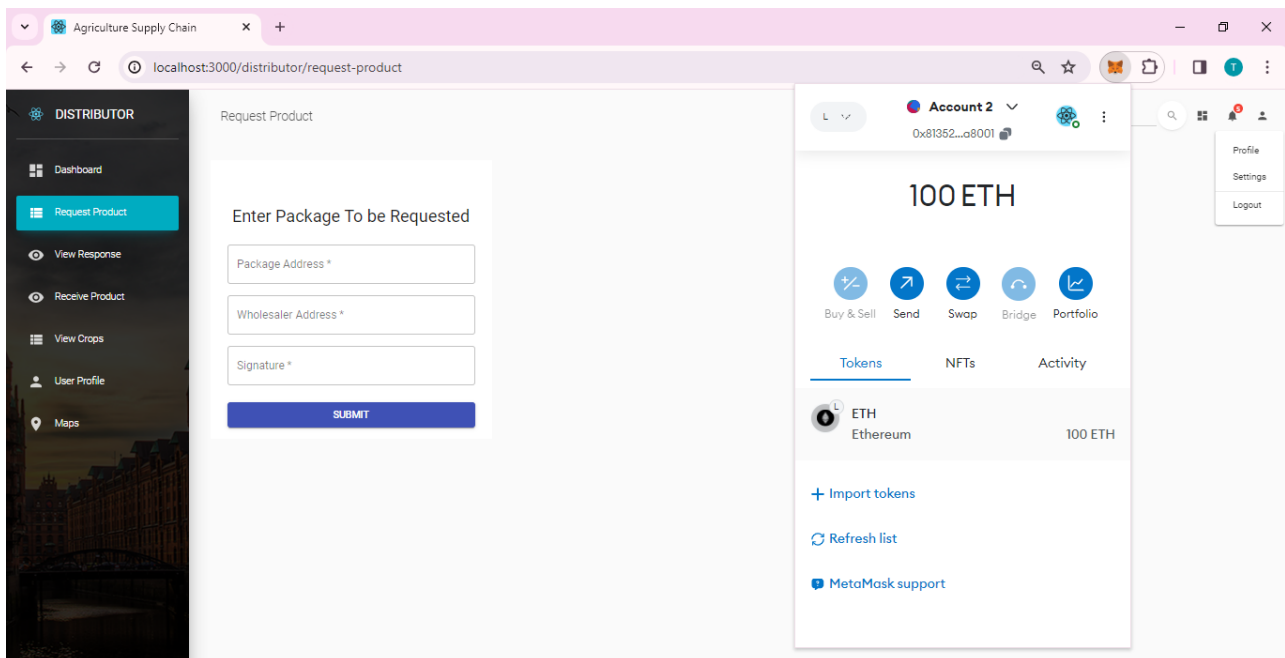 Agriculture Supply Chain
localhost:3000/distributor/request-product
T
DISTRIBUTOR
Dashboard
Request Product
View Response
Receive Product
View Crops
User Profile
Maps
Request Product
Enter Package To be Requested
Package Address *
Wholesaler Address *
Signature *
SUBMIT
L
Account 2
0x81352...a8001
100 ETH
Buy & Sell
Send
Swap
Bridge
Portfolio
Tokens
NFTs
Activity
L
ETH
Ethereum
100 ETH
Import tokens
Refresh list
MetaMask support
5
Profile
Settings
Logout